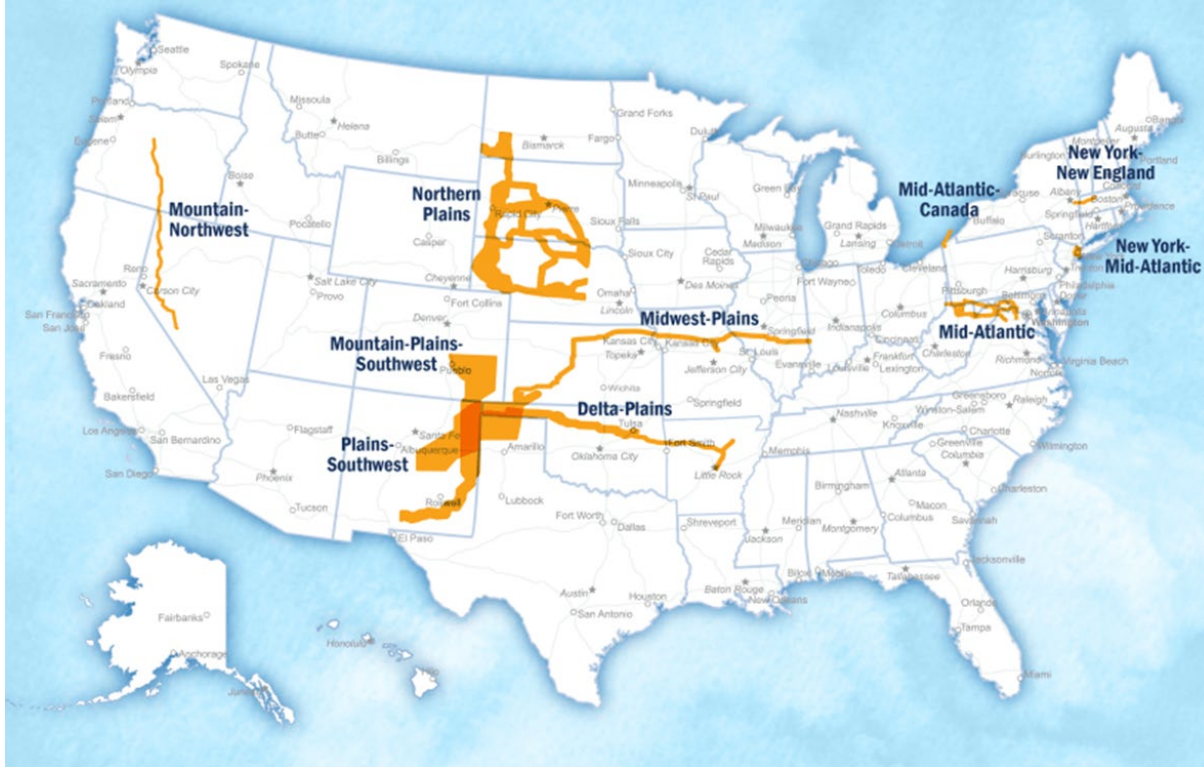 Seattle
Olympia
Spokane
Portland
Salem
Eugene
Missoula
Helena
Butte
Billings
Boise
Pocatello
Grand Forks
Fargo
Bismarck
Duluth
Minneapolis
St Paul
Sioux Falls
Pierre
Rapid City
Northern
Plains
Mountain-
Northwest
Casper
Cheyenne
Fort Collins
Salt Lake City
Provo
Reno
Carson City
Sacramento
Oakland
San Francisco
San Jose
Fresno
Bakersfield
Las Vegas
Los Angeles
San Bernardino
San Diego
Denver
Mountain-Plains-
Southwest
Pueblo
Plains-
Southwest
Santa Fe
Albuquerque
Flagstaff
Phoenix
Tucson
Roswell
El Paso
Amarillo
Lubbock
Sioux City
Omaha
Lincoln
Des Moines
Cedar
Rapids
Green Bay
Milwaukee
Madison
Grand Rapids
Lansing
Detroit
Chicago
Fort Wayne
Toledo
Cleveland
Peoria
Midwest-Plains
Springfield
Indianapolis
Columbus
Cincinnati
Kansas City
Kansas City
Topeka
St. Louis
Jefferson City
Evansville
Louisville
Frankfort
Lexington
Charleston
Wichita
Springfield
Delta-Plains
Tulsa
Oklahoma City
Fort Smith
Little Rock
Memphis
Nashville
Knoxville
Fort Worth
Dallas
Shreveport
Austin
San Antonio
Houston
Jackson
Meridian
Baton Rouge
New Orleans
Biloxi
Mobile
Birmingham
Montgomery
Atlanta
Macon
Columbus
Savannah
Tallahassee
Jacksonville
Orlando
Tampa
Miami
Greensboro
Winston-Salem
Raleigh
Charlotte
Greenville
Columbia
Wilmington
Charleston
Mid-Atlantic-
Canada
Buffalo
New York-
New England
Augusta
Portland
Burlington
Albany
Boston
Springfield
Hartford
Providence
Scranton
New York-
Mid-Atlantic
Trenton
Philadelphia
Harrisburg
Pittsburgh
Dover
Washington
Mid-Atlantic
Richmond
Virginia Beach
Fairbanks
Anchorage
Honolulu